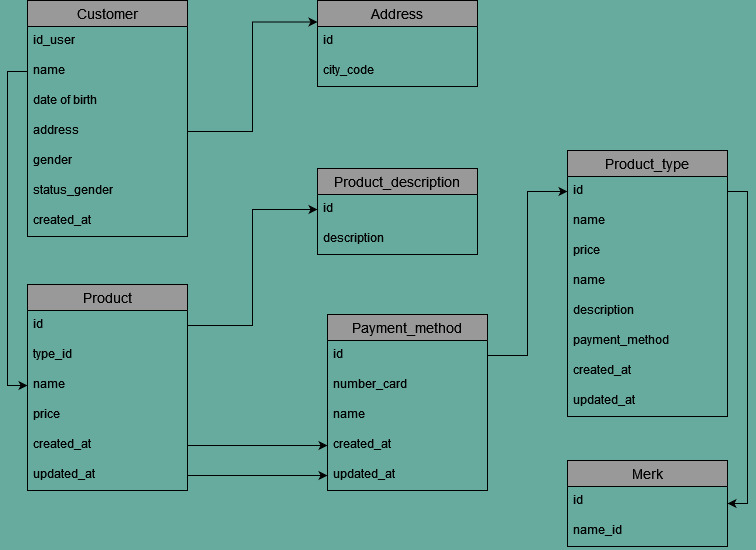 Customer
id_user
name
date of birth
address
gender
status_gender
created_at
Address
id
city_code
Product_description
id
description
Product_type
id
name
price
name
description
payment_method
created_at
updated_at
Product
id
type_id
name
price
created_at
updated_at
Payment_method
id
number_card
name
created_at
updated_at
Merk
id
name_id